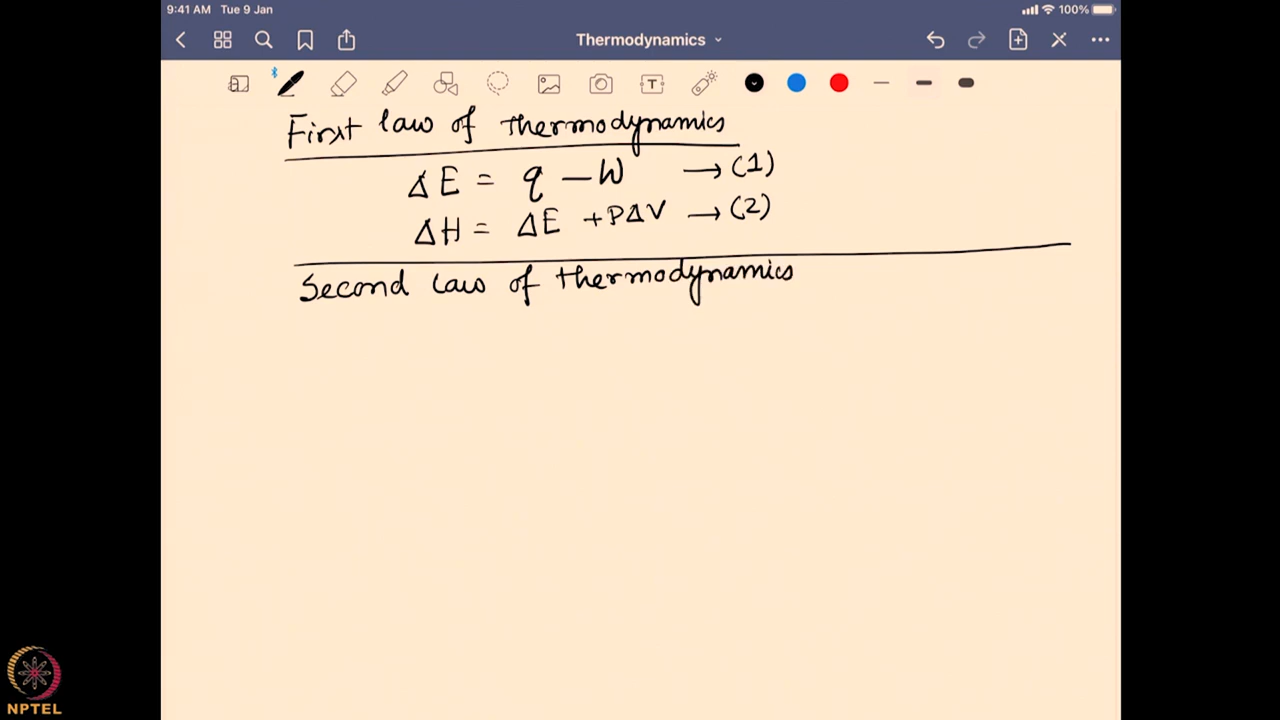 9:41 AM Tue 9 Jan 100%
Thermodynamics
T
First law of Thermodynamics
ΔE = q – W → (1)
ΔH = ΔE + PΔV → (2)
Second law of thermodynamics
NPTEL